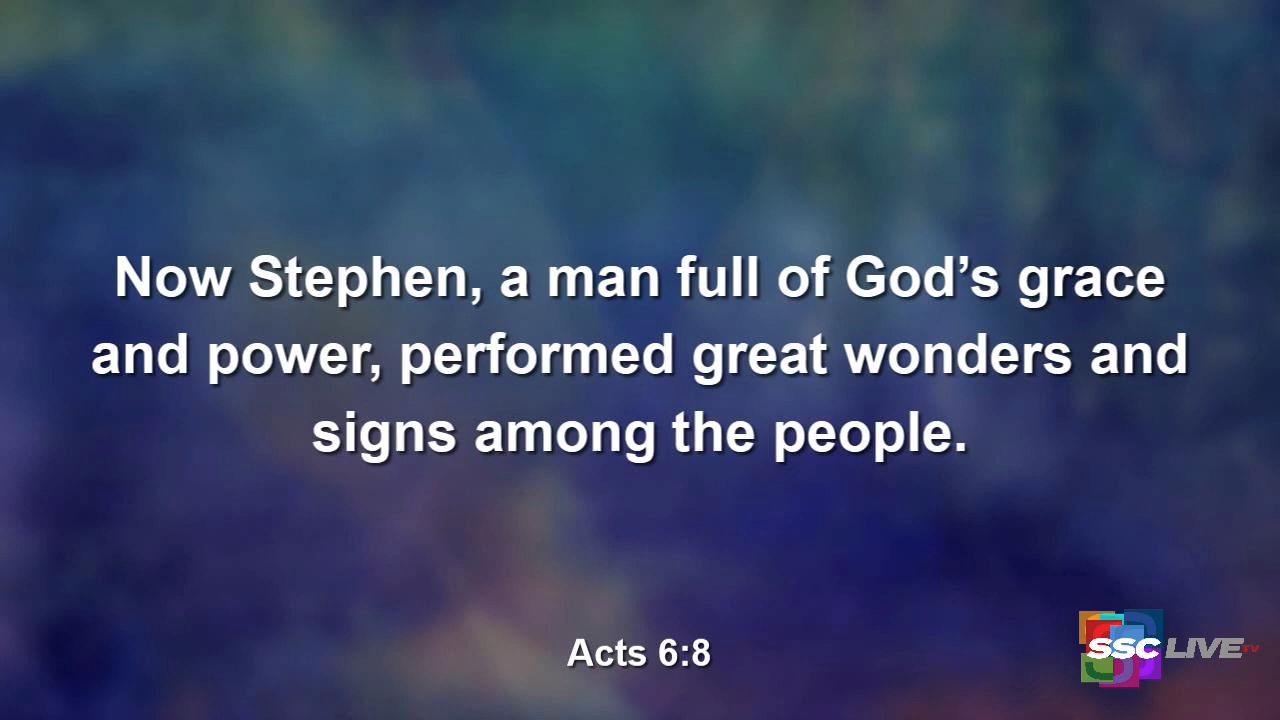 Now Stephen, a man full of God’s grace
and power, performed great wonders and
signs among the people.
Acts 6:8
SSC LIVE TV